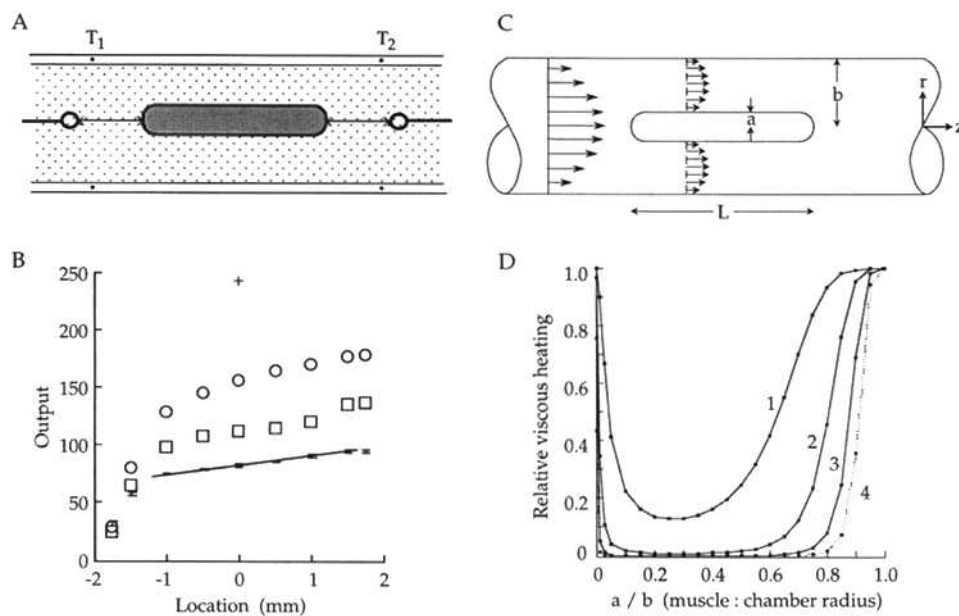 A
T1
T2
C
b
r
a
z
L
B
250
200
150
100
50
0
Output
-2
-1
0
1
2
Location (mm)
D
1.0
0.8
0.6
0.4
0.2
0
Relative viscous heating
1
2
3
4
0
0.2
0.4
0.6
0.8
1.0
a / b (muscle : chamber radius)